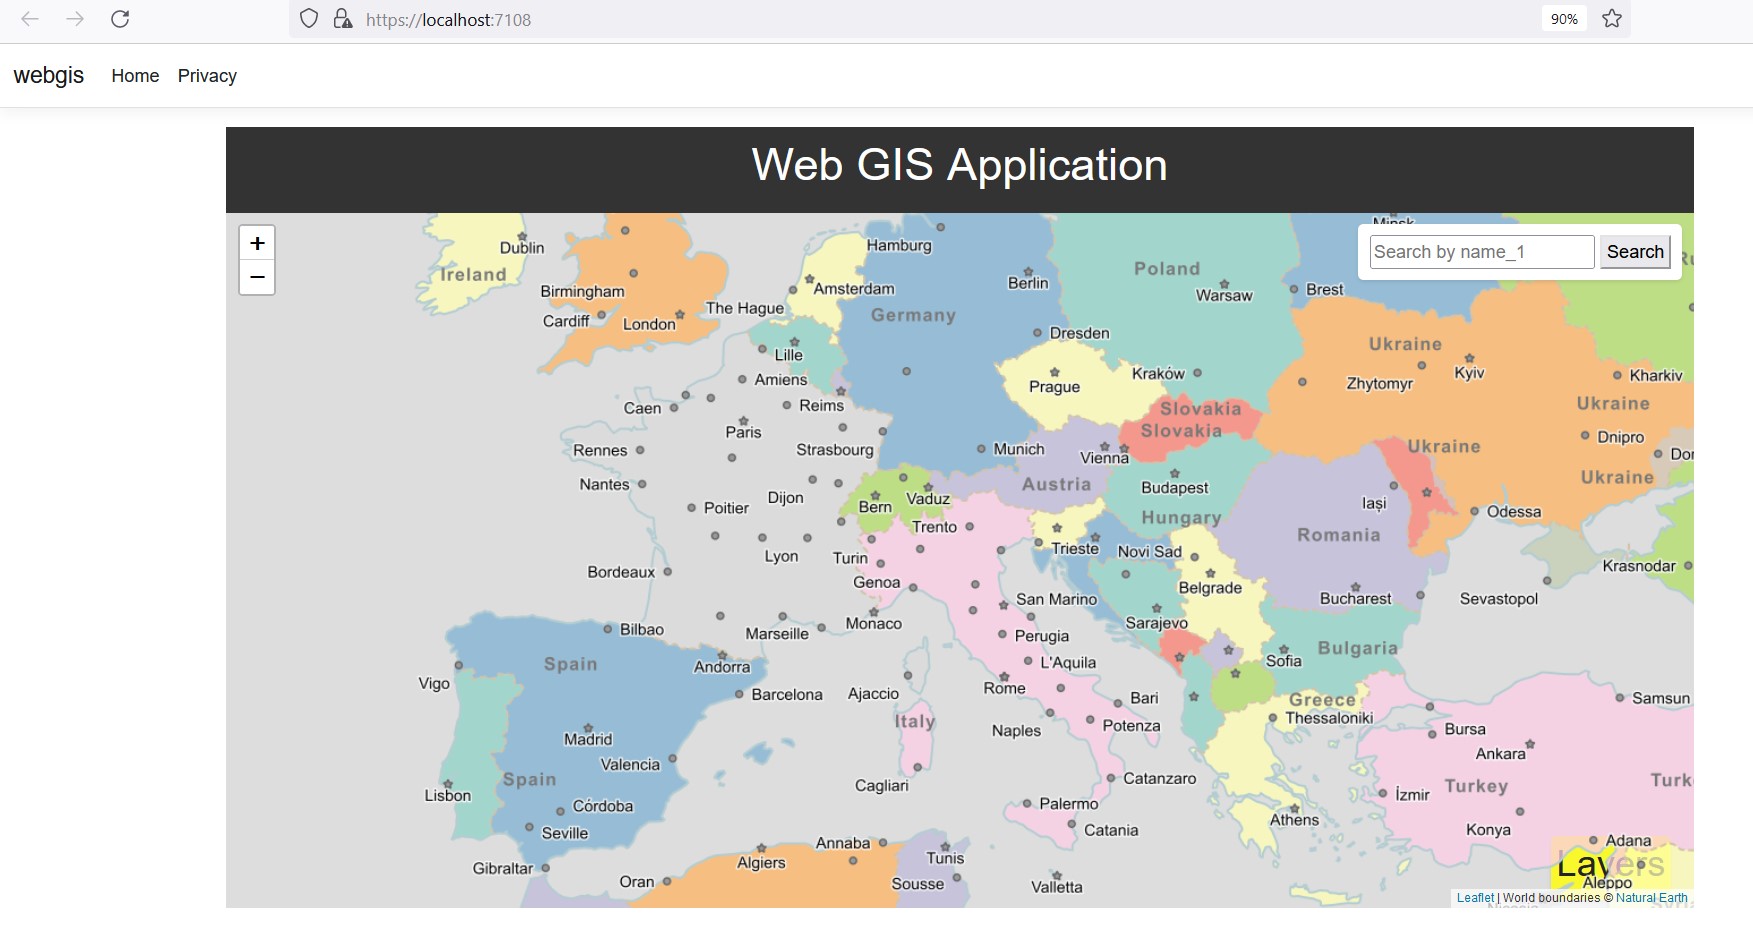 https://localhost:7108
90%
webgis Home Privacy
Web GIS Application
+
−
Search by name_1 Search
Dublin
Hamburg
Ireland
Poland
Berlin
Birmingham
Amsterdam
Warsaw
Brest
The Hague
Cardiff
London
Germany
Dresden
Ukraine
Lille
Amiens
Prague
Kraków
Zhytomyr
Kyiv
Kharkiv
Caen
Reims
Slovakia
Ukraine
Paris
Slovakia
Dnipro
Rennes
Strasbourg
Munich
Vienna
Ukraine
Nantes
Austria
Budapest
Ukraine
Dijon
Bern
Vaduz
Iași
Poitier
Odessa
Hungary
Trento
Romania
Lyon
Turin
Trieste
Novi Sad
Bordeaux
Genoa
Belgrade
Krasnodar
San Marino
Bucharest
Sevastopol
Monaco
Sarajevo
Bilbao
Marseille
Perugia
Bulgaria
Spain
Andorra
L'Aquila
Sofia
Vigo
Barcelona
Ajaccio
Rome
Bari
Greece
Samsun
Italy
Thessaloniki
Madrid
Naples
Potenza
Bursa
Ankara
Valencia
Spain
Cagliari
Catanzaro
Turkey
Lisbon
İzmir
Córdoba
Palermo
Athens
Seville
Catania
Konya
Annaba
Adana
Gibraltar
Algiers
Tunis
Layers
Oran
Sousse
Valletta
Aleppo
Leaflet | World boundaries © Natural Earth